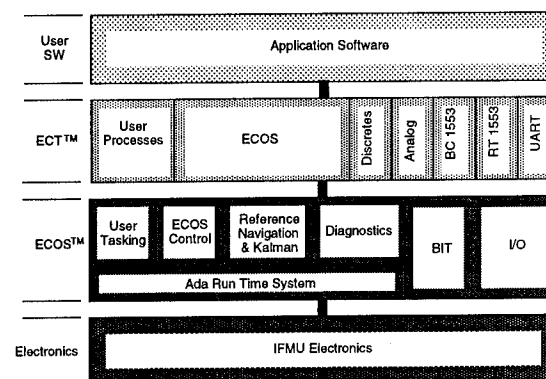 User
SW
Application Software
ECT™
User
Processes
ECOS
Discretes
Analog
BC 1553
RT 1553
UART
ECOS™
User
Tasking
ECOS
Control
Reference
Navigation
& Kalman
Diagnostics
BIT
I/O
Ada Run Time System
Electronics
IFMU Electronics